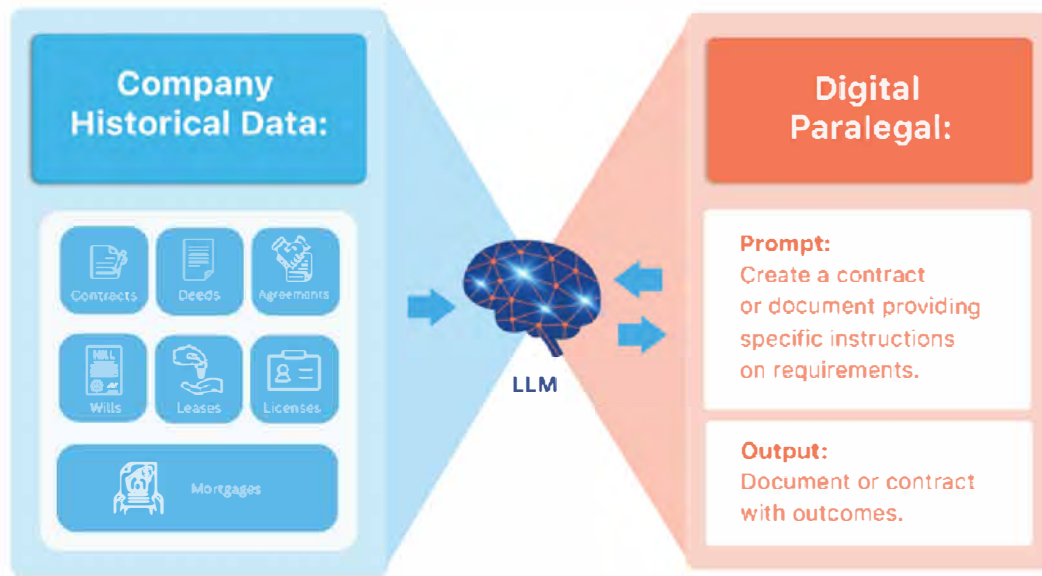 Company
Historical Data:
Contracts
Deeds
Agreements
Wills
Leases
Licenses
Mortgages
LLM
Digital
Paralegal:
Prompt:
Create a contract
or document providing
specific instructions
on requirements.
Output:
Document or contract
with outcomes.